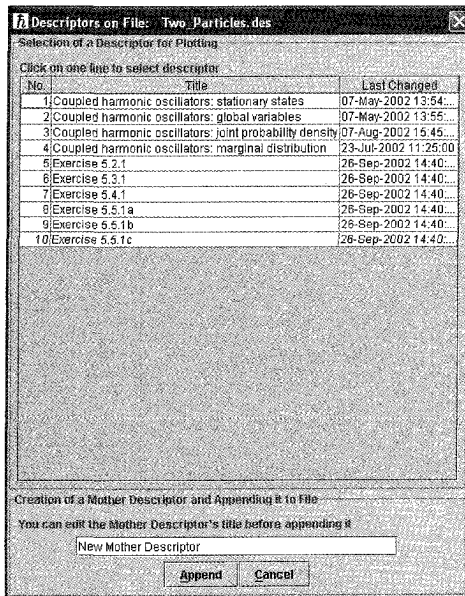 ħ Descriptors on File: Two_Particles.des
Selection of a Descriptor for Plotting
Click on one line to select descriptor
No. Title Last Changed
1 Coupled harmonic oscillators: stationary states 07-May-2002 13:54:...
2 Coupled harmonic oscillators: global variables 07-May-2002 13:55:...
3 Coupled harmonic oscillators: joint probability density 07-Aug-2002 15:45:...
4 Coupled harmonic oscillators: marginal distribution 23-Jul-2002 11:25:00
5 Exercise 5.2.1 26-Sep-2002 14:40:...
6 Exercise 5.3.1 26-Sep-2002 14:40:...
7 Exercise 5.4.1 26-Sep-2002 14:40:...
8 Exercise 5.5.1a 26-Sep-2002 14:40:...
9 Exercise 5.5.1b 26-Sep-2002 14:40:...
10 Exercise 5.5.1c 26-Sep-2002 14:40:...
Creation of a Mother Descriptor and Appending it to File
You can edit the Mother Descriptor's title before appending it
New Mother Descriptor
Append Cancel